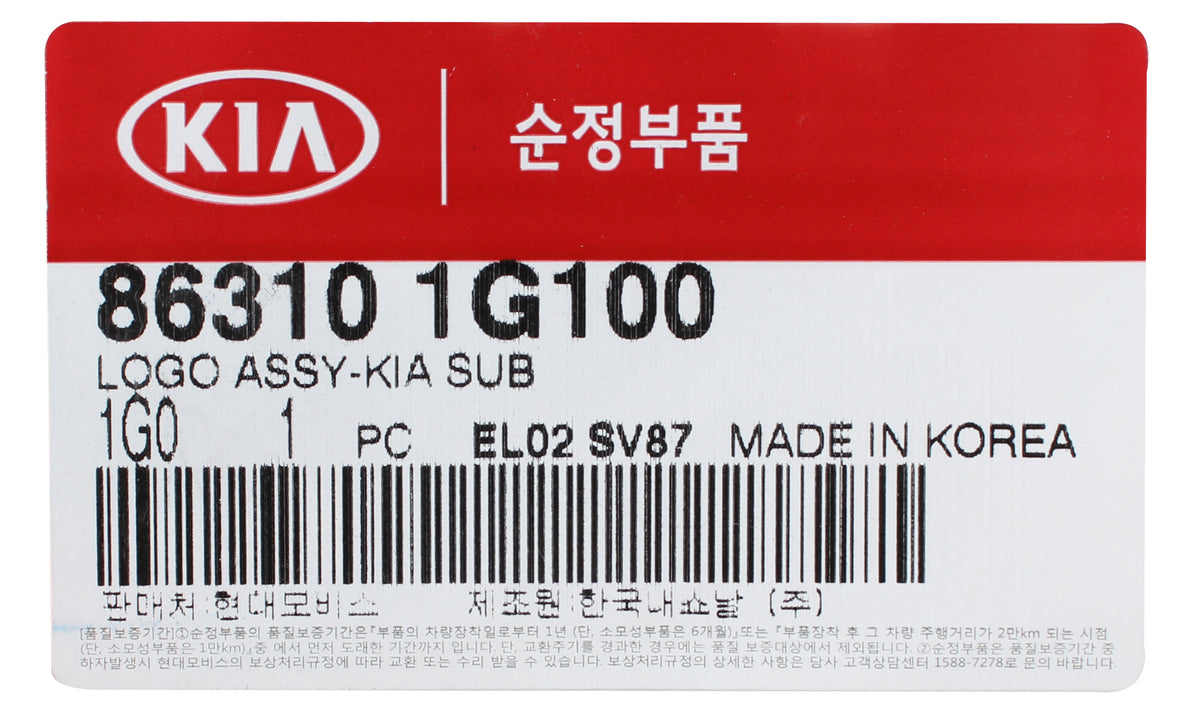 KIA 순정부품
86310 1G100
LOGO ASSY-KIA SUB
1G0 1 PC EL02 SV87 MADE IN KOREA
판매처:현대모비스 제조원:한국내쇼날 (주)
[품질보증기간]①순정부품의 품질보증기간은『부품의 차량장착일로부터 1년 (단, 소모성부품은 6개월)』또는 『부품장착 후 그 차량 주행거리가 2만km 되는 시점
(단, 소모성부품은 1만km)』중 에서 먼저 도래한 기간까지 입니다. 단, 교환주기를 경과한 경우에는 품질 보증대상에서 제외됩니다. ②순정부품은 품질보증기간 중
하자발생시 현대모비스의 보상처리규정에 따라 교환 또는 수리 받을 수 있습니다. 보상처리규정의 상세한 사항은 당사 고객상담센터 1588-7278로 문의 바랍니다.